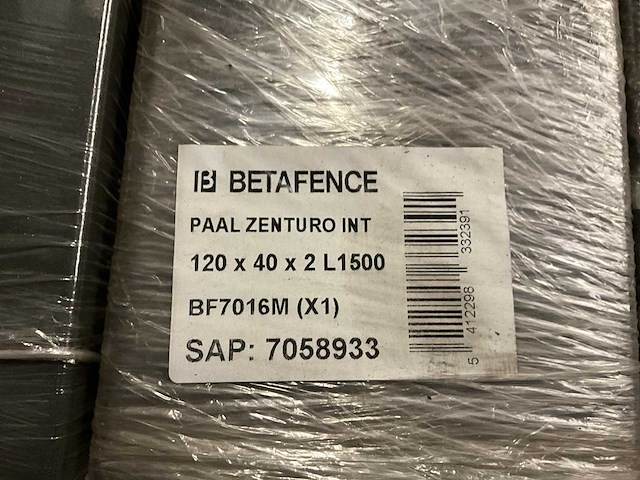 BETAFENCE
PAAL ZENTURO INT
120 x 40 x 2 L1500
BF7016M (X1)
SAP: 7058933
5 412298 332391